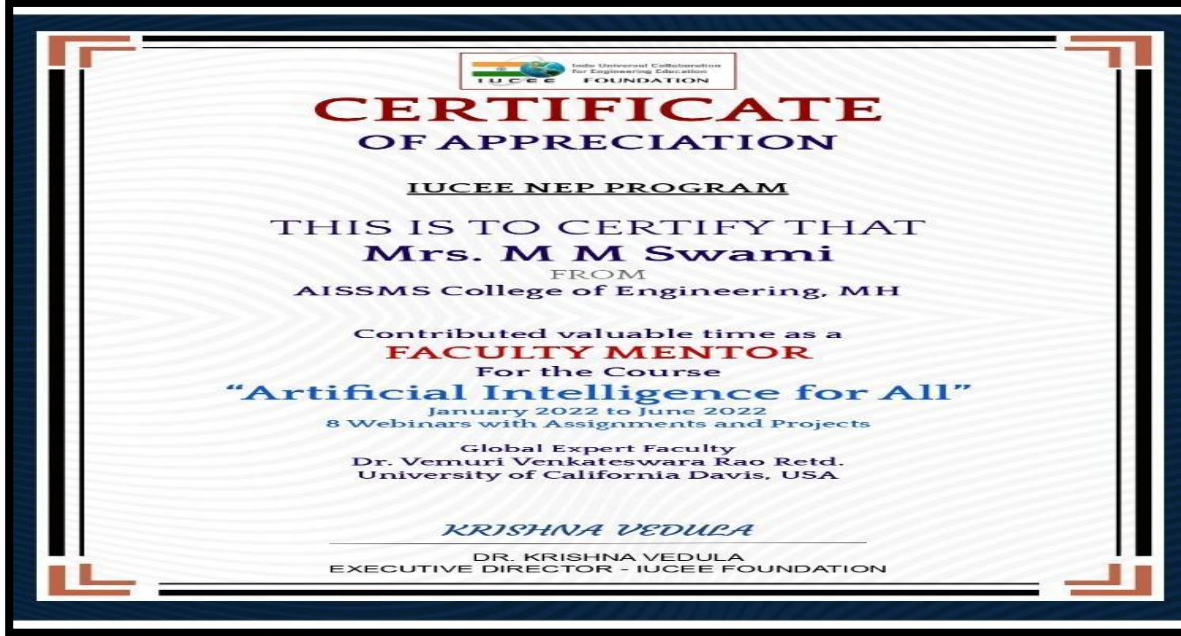 Indo Universal Collaboration
for Engineering Education
IUCEE FOUNDATION
CERTIFICATE
OF APPRECIATION
IUCEE NEP PROGRAM
THIS IS TO CERTIFY THAT
Mrs. M M Swami
FROM
AISSMS College of Engineering, MH
Contributed valuable time as a
FACULTY MENTOR
For the Course
“Artificial Intelligence for All”
January 2022 to June 2022
8 Webinars with Assignments and Projects
Global Expert Faculty
Dr. Vemuri Venkateswara Rao Retd.
University of California Davis, USA
KRISHNA VEDULA
DR. KRISHNA VEDULA
EXECUTIVE DIRECTOR - IUCEE FOUNDATION